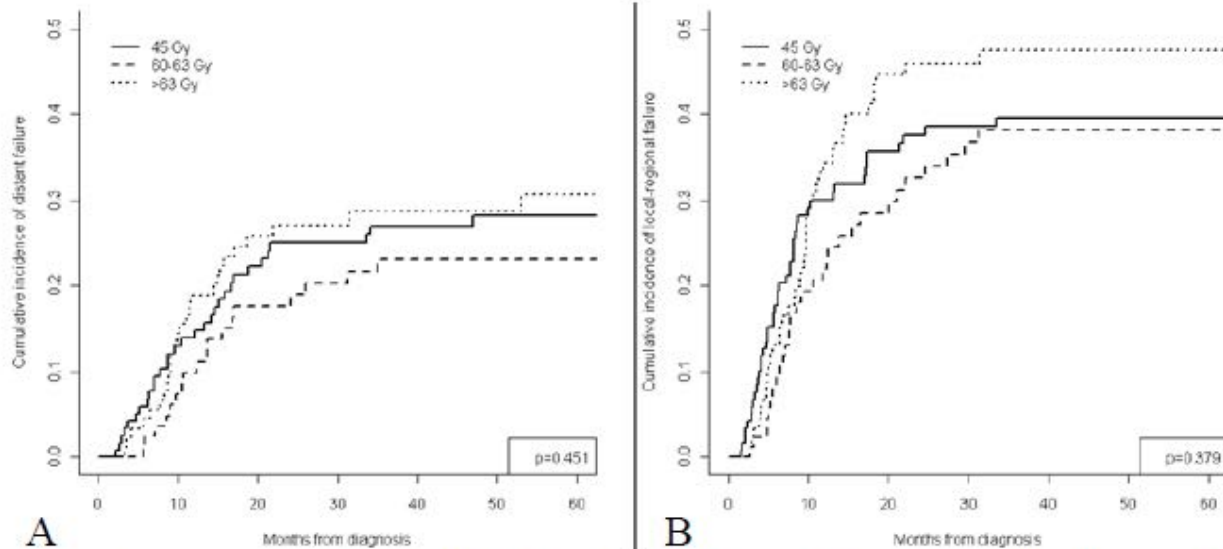 Cumulative incidence of distant failure
0.5
0.4
0.3
0.2
0.1
0.0
45 Gy
60-63 Gy
>63 Gy
p=0.451
0 10 20 30 40 50 60
Months from diagnosis
A
Cumulative incidence of local-regional failure
0.5
0.4
0.3
0.2
0.1
0.0
45 Gy
60-63 Gy
>63 Gy
p=0.379
0 10 20 30 40 50 60
Months from diagnosis
B